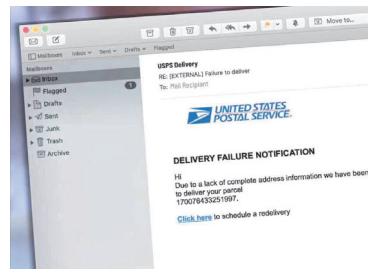 Move to...
Mailboxes Inbox Sent Drafts Flagged
Mailboxes
Inbox
Flagged
1
Drafts
Sent
Junk
Trash
Archive
USPS Delivery
RE: [EXTERNAL] Failure to deliver
To: Mail Recipiant
UNITED STATES
POSTAL SERVICE.
DELIVERY FAILURE NOTIFICATION
Hi
Due to a lack of complete address information we have been
to deliver your parcel
170076433251997.
Click here to schedule a redelivery